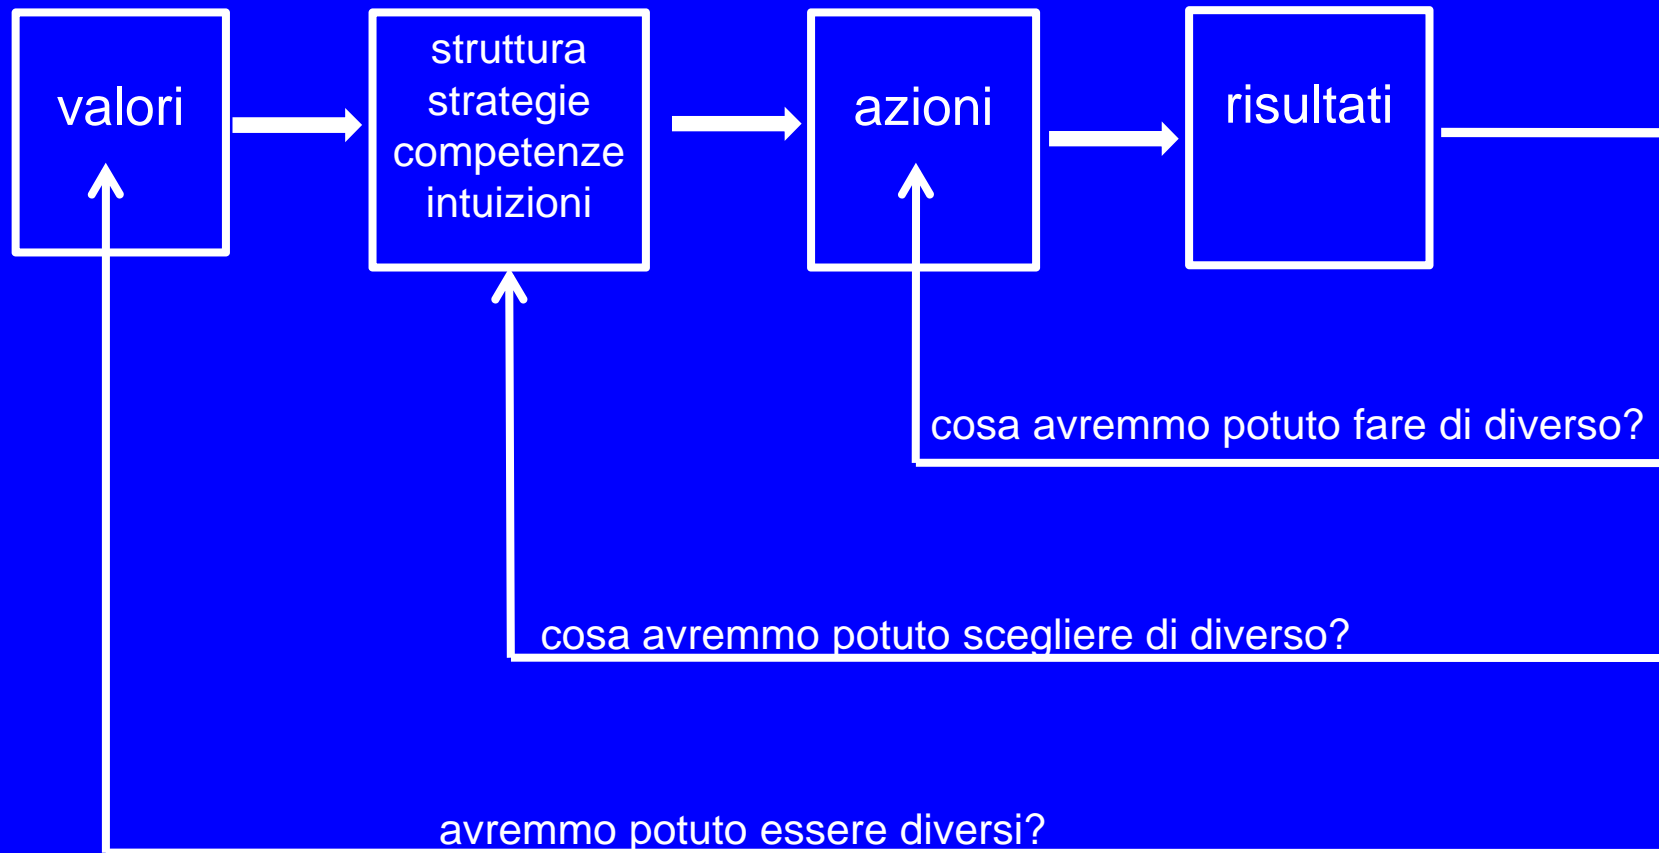 valori
struttura
strategie
competenze
intuizioni
azioni
risultati
cosa avremmo potuto fare di diverso?
cosa avremmo potuto scegliere di diverso?
avremmo potuto essere diversi?